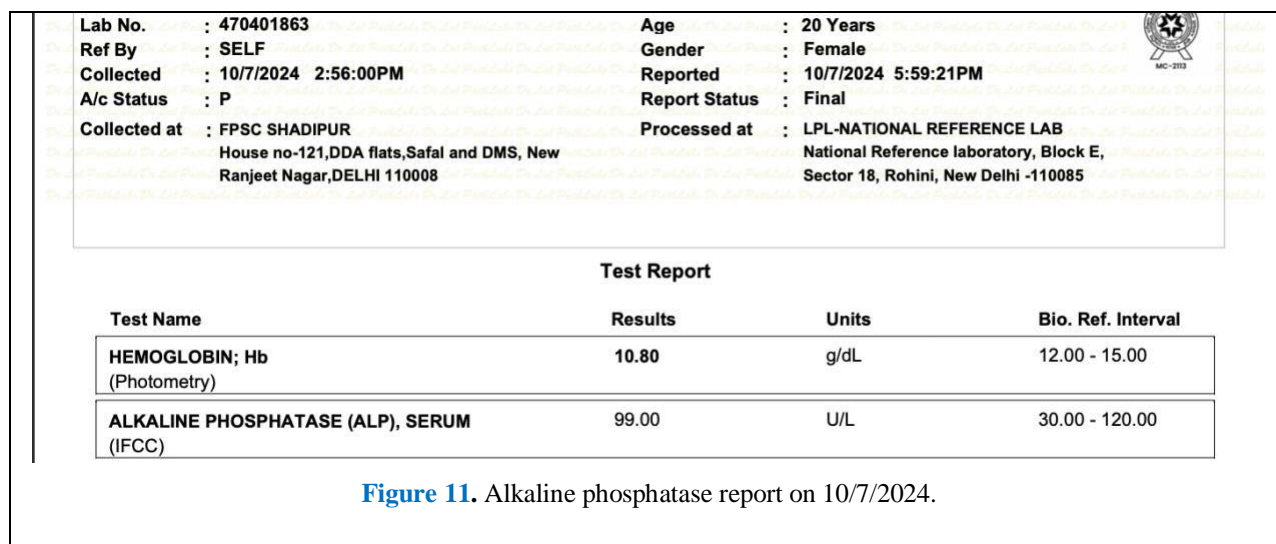 Lab No. : 470401863 Age : 20 Years
Ref By : SELF Gender : Female
Collected : 10/7/2024 2:56:00PM Reported : 10/7/2024 5:59:21PM
A/c Status : P Report Status : Final
Collected at : FPSC SHADIPUR Processed at : LPL-NATIONAL REFERENCE LAB
House no-121,DDA flats,Safal and DMS, New National Reference laboratory, Block E,
Ranjeet Nagar,DELHI 110008 Sector 18, Rohini, New Delhi -110085
MC-2113
Test Report
Test Name Results Units Bio. Ref. Interval
HEMOGLOBIN; Hb 10.80 g/dL 12.00 - 15.00
(Photometry)
ALKALINE PHOSPHATASE (ALP), SERUM 99.00 U/L 30.00 - 120.00
(IFCC)
Figure 11. Alkaline phosphatase report on 10/7/2024.